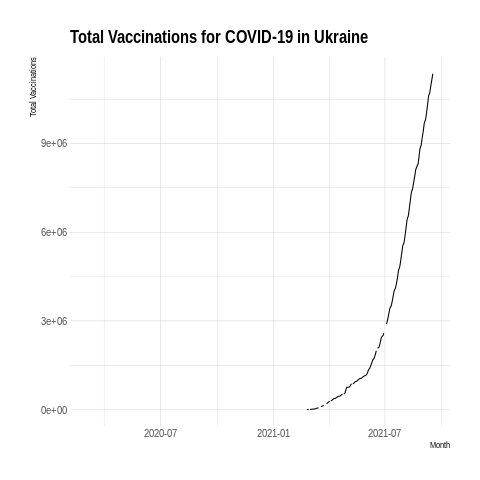 Total Vaccinations for COVID-19 in Ukraine
Total Vaccinations
9e+06
6e+06
3e+06
0e+00
2020-07 2021-01 2021-07
Month